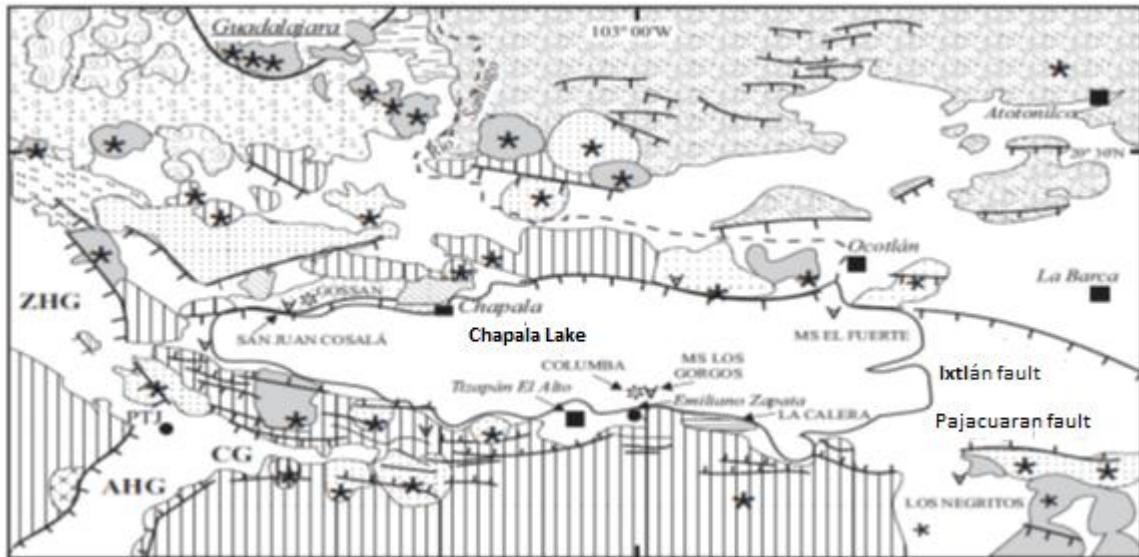 Guadalajara
103° 00'W
Atotonilco
Río
20° 30'N
Ocotlán
La Barca
ZHG
GOSSAN
Chapala
SAN JUAN COSALÁ
Chapala Lake
MS EL FUERTE
COLUMBA
MS LOS
GORGOS
Ixtlán fault
Tizapán El Alto
Emiliano Zapata
LA CALERA
Pajacuaran fault
PTJ
CG
AHG
LOS NEGRITOS